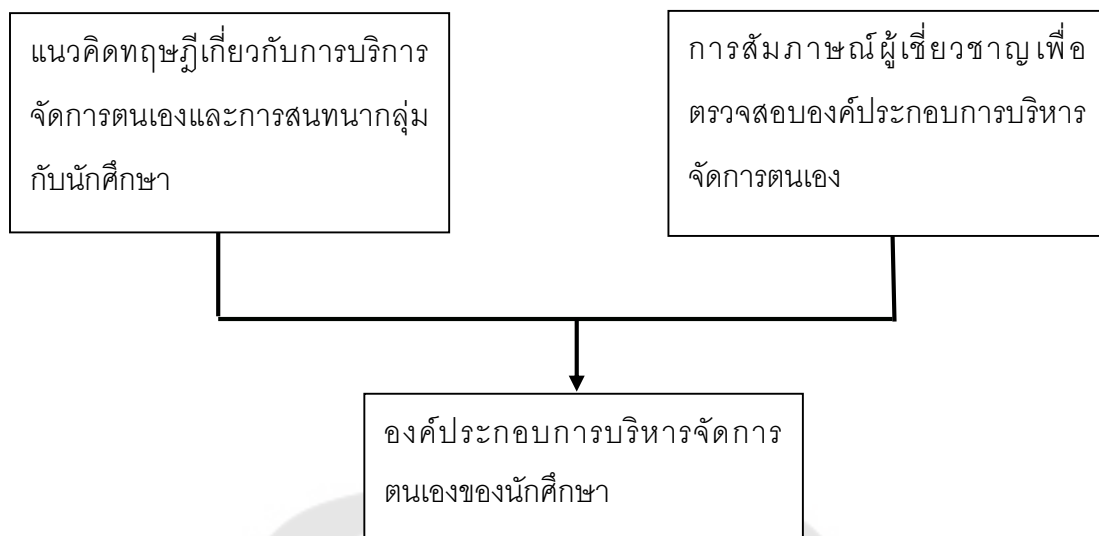 แนวคิดทฤษฎีเกี่ยวกับการบริการ
จัดการตนเองและการสนทนากลุ่ม
กับนักศึกษา
การสัมภาษณ์ผู้เชี่ยวชาญเพื่อ
ตรวจสอบองค์ประกอบการบริหาร
จัดการตนเอง
องค์ประกอบการบริหารจัดการ
ตนเองของนักศึกษา